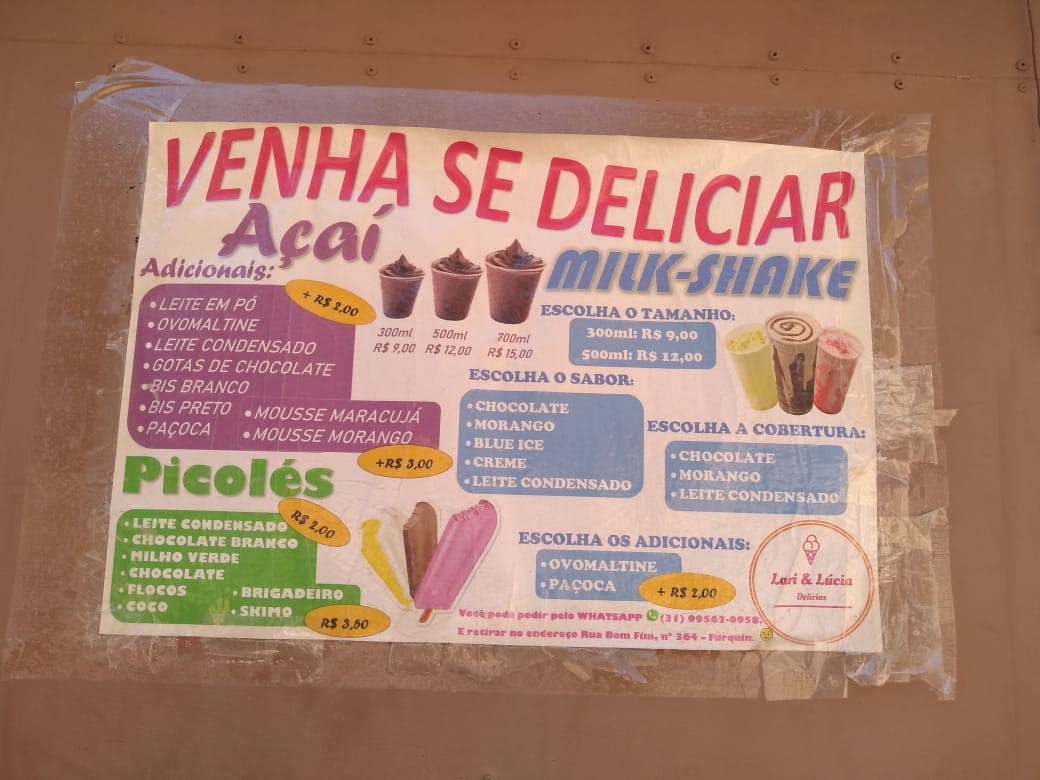 VENHA SE DELICIAR
Açaí
Adicionais:
+ R$ 2,00
• LEITE EM PÓ
• OVOMALTINE
• LEITE CONDENSADO
• GOTAS DE CHOCOLATE
• BIS BRANCO
• BIS PRETO
• PAÇOCA
• MOUSSE MARACUJÁ
• MOUSSE MORANGO
+R$ 3,00
300ml 500ml 700ml
R$ 9,00 R$ 12,00 R$ 15,00
MILK-SHAKE
ESCOLHA O TAMANHO:
300ml: R$ 9,00
500ml: R$ 12,00
ESCOLHA O SABOR:
• CHOCOLATE
• MORANGO
• BLUE ICE
• CREME
• LEITE CONDENSADO
ESCOLHA A COBERTURA:
• CHOCOLATE
• MORANGO
• LEITE CONDENSADO
ESCOLHA OS ADICIONAIS:
• OVOMALTINE
• PAÇOCA
+ R$ 2,00
Picolés
R$ 2,00
• LEITE CONDENSADO
• CHOCOLATE BRANCO
• MILHO VERDE
• CHOCOLATE
• FLOCOS
• COCO
• BRIGADEIRO
• SKIMO
R$ 3,50
Você pode pedir pelo WHATSAPP (31) 99562-0958.
E retirar no endereço Rua Bom Fim, nº 364 - Furquim.
Lari & Lúcia
Delícias